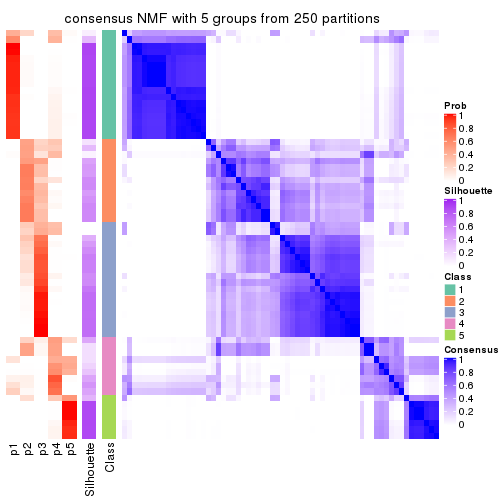 consensus NMF with 5 groups from 250 partitions
Prob
1
0.8
0.6
0.4
0.2
0
Silhouette
1
0.8
0.6
0.4
0.2
0
Class
1
2
3
4
5
Consensus
1
0.8
0.6
0.4
0.2
0
p1
p2
p3
p4
p5
Silhouette
Class